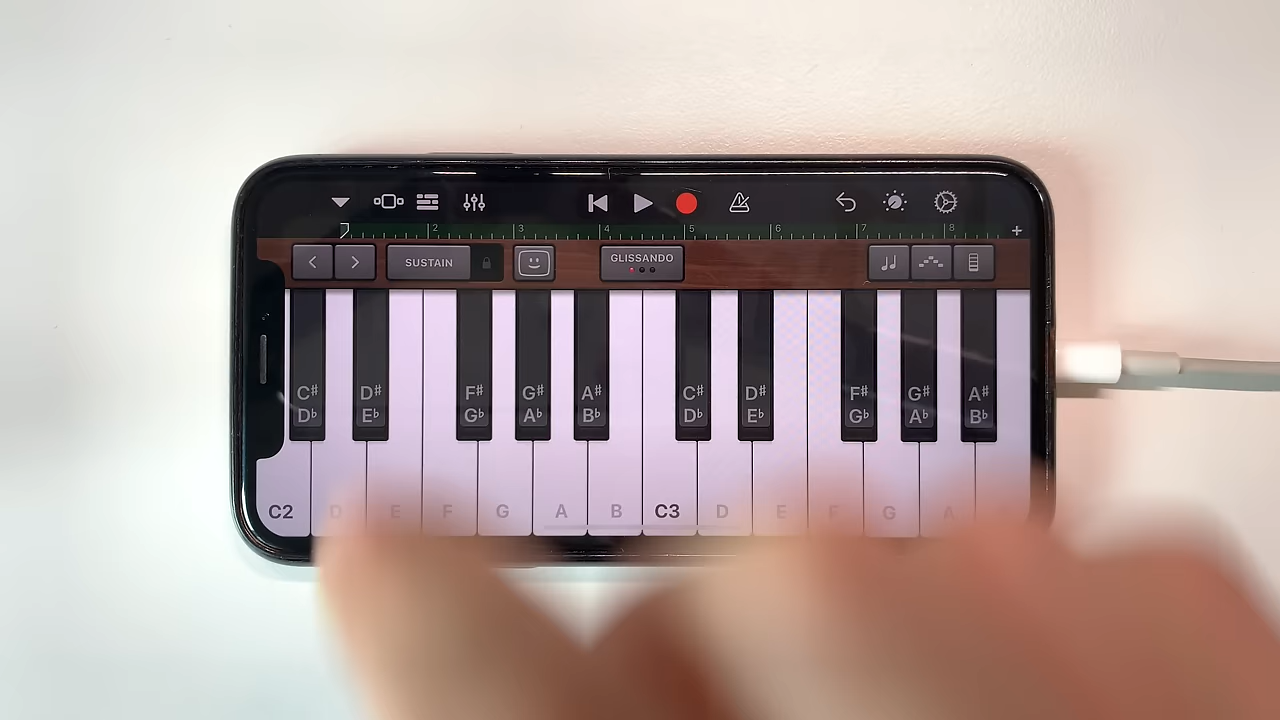 2 3 4 5 6 7 8 +
SUSTAIN GLISSANDO
C♯ D♯ F♯ G♯ A♯ C♯ D♯ F♯ G♯ A♯
D♭ E♭ G♭ A♭ B♭ D♭ E♭ G♭ A♭ B♭
C2 D E F G A B C3 D E F G A